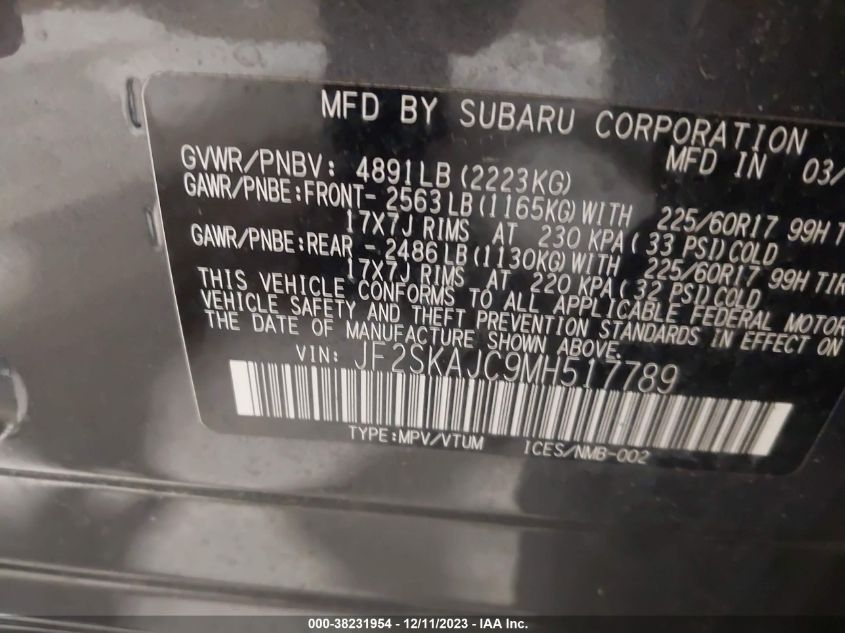 MFD BY SUBARU CORPORATION
MFD IN 03/
GVWR/PNBV: 4891LB(2223KG)
GAWR/PNBE:FRONT- 2563LB(1165KG)WITH 225/60R17 99H T
17X7J RIMS AT 230 KPA(33 PSI)COLD
GAWR/PNBE:REAR - 2486LB(1130KG)WITH 225/60R17 99H TIR
17X7J RIMS AT 220 KPA(32 PSI)COLD
THIS VEHICLE CONFORMS TO ALL APPLICABLE FEDERAL MOTOR
VEHICLE SAFETY AND THEFT PREVENTION STANDARDS IN EFFECT ON
THE DATE OF MANUFACTURE SHOWN ABOVE.
VIN: JF2SKAJC9MH517789
TYPE:MPV/VTUM ICES/NMB-002
000-38231954 - 12/11/2023 - IAA, Inc.